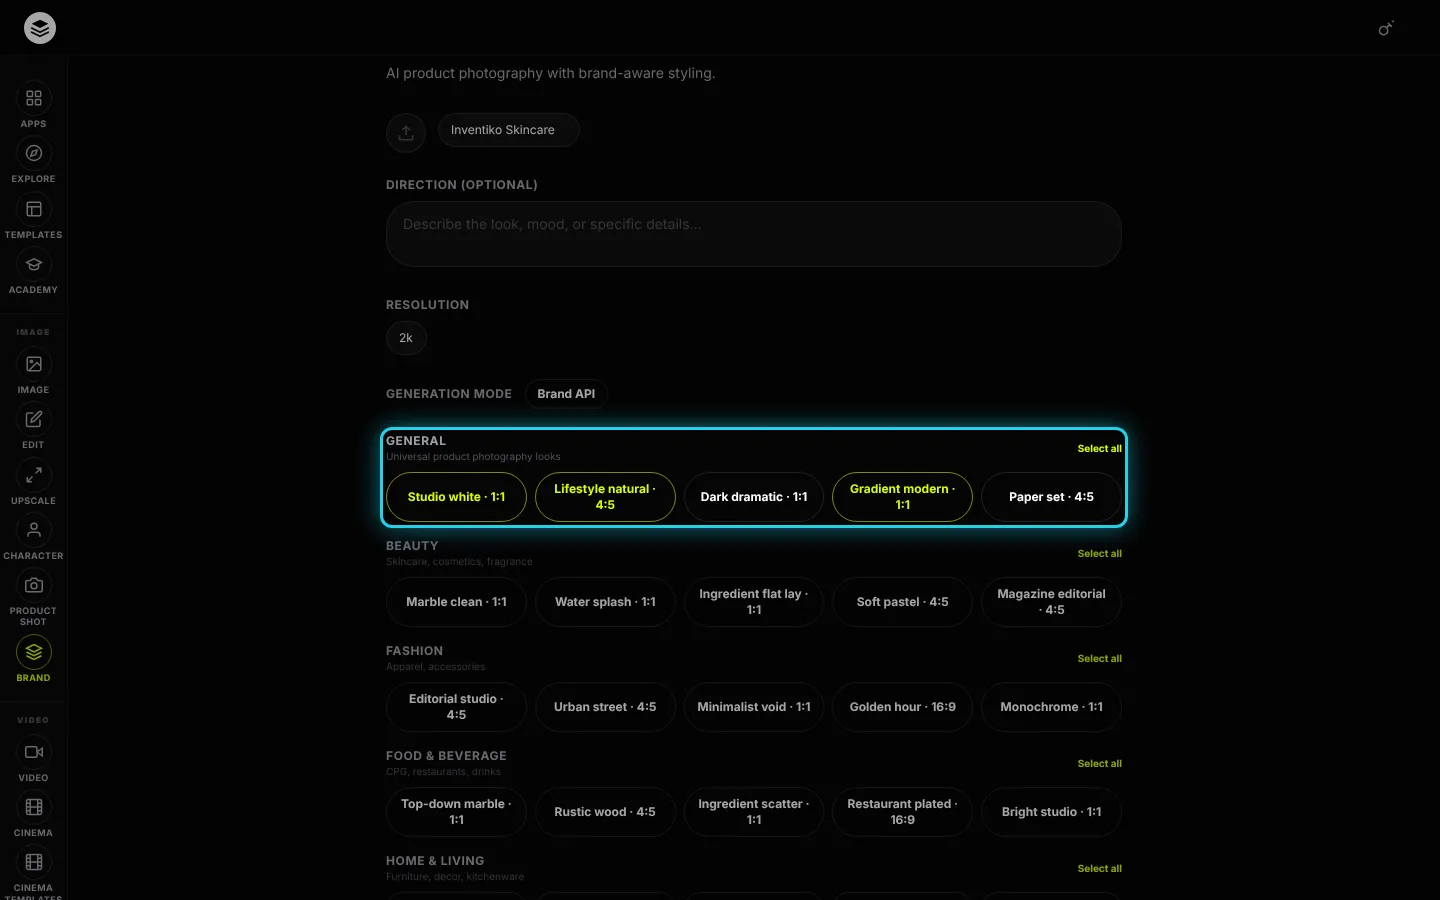 AI product photography with brand-aware styling.
Inventiko Skincare
DIRECTION (OPTIONAL)
Describe the look, mood, or specific details...
RESOLUTION
2k
GENERATION MODE
Brand API
GENERAL
Universal product photography looks
Select all
Studio white · 1:1
Lifestyle natural ·
4:5
Dark dramatic · 1:1
Gradient modern ·
1:1
Paper set · 4:5
BEAUTY
Skincare, cosmetics, fragrance
Select all
Marble clean · 1:1
Water splash · 1:1
Ingredient flat lay ·
1:1
Soft pastel · 4:5
Magazine editorial
· 4:5
FASHION
Apparel, accessories
Select all
Editorial studio ·
4:5
Urban street · 4:5
Minimalist void · 1:1
Golden hour · 16:9
Monochrome · 1:1
FOOD & BEVERAGE
CPG, restaurants, drinks
Select all
Top-down marble ·
1:1
Rustic wood · 4:5
Ingredient scatter ·
1:1
Restaurant plated ·
16:9
Bright studio · 1:1
HOME & LIVING
Furniture, decor, kitchenware
Select all
APPS
EXPLORE
TEMPLATES
ACADEMY
IMAGE
IMAGE
EDIT
UPSCALE
CHARACTER
PRODUCT
SHOT
BRAND
VIDEO
VIDEO
CINEMA
CINEMA
TEMPLATES